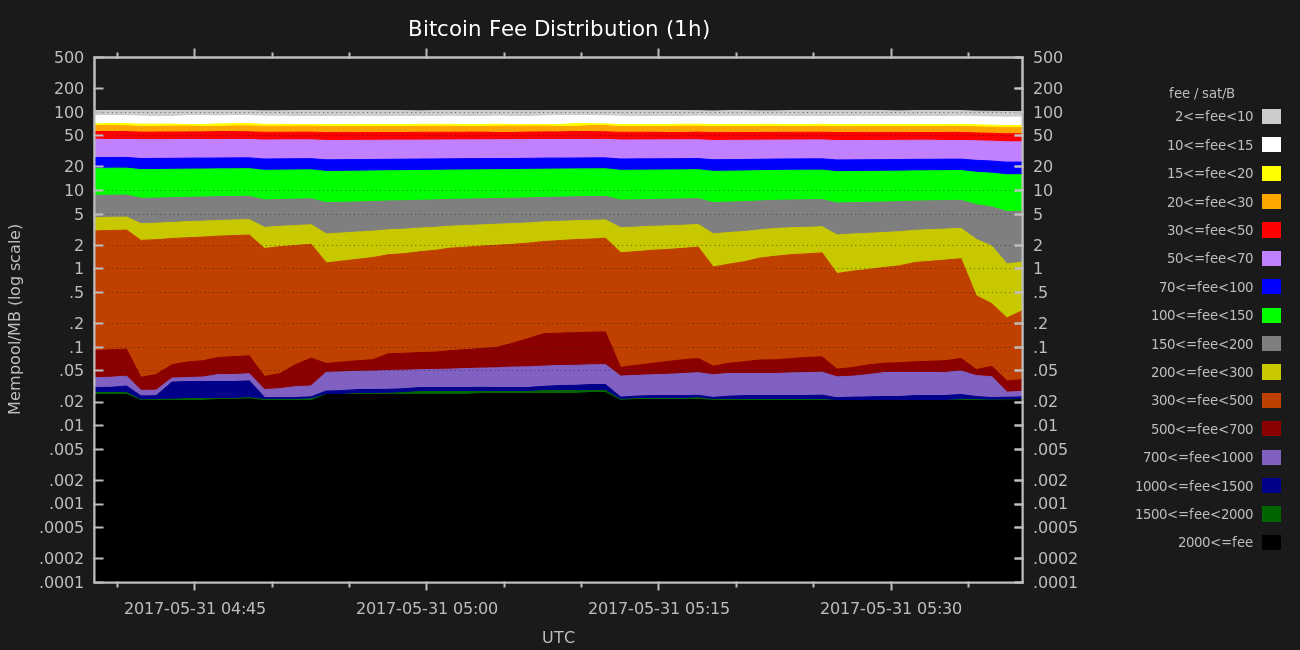 Bitcoin Fee Distribution (1h)
500
200
100
50
20
10
5
2
1
.5
.2
.1
.05
.02
.01
.005
.002
.001
.0005
.0002
.0001
Mempool/MB (log scale)
500
200
100
50
20
10
5
2
1
.5
.2
.1
.05
.02
.01
.005
.002
.001
.0005
.0002
.0001
2017-05-31 04:45 2017-05-31 05:00 2017-05-31 05:15 2017-05-31 05:30
UTC
fee / sat/B
2<=fee<10
10<=fee<15
15<=fee<20
20<=fee<30
30<=fee<50
50<=fee<70
70<=fee<100
100<=fee<150
150<=fee<200
200<=fee<300
300<=fee<500
500<=fee<700
700<=fee<1000
1000<=fee<1500
1500<=fee<2000
2000<=fee